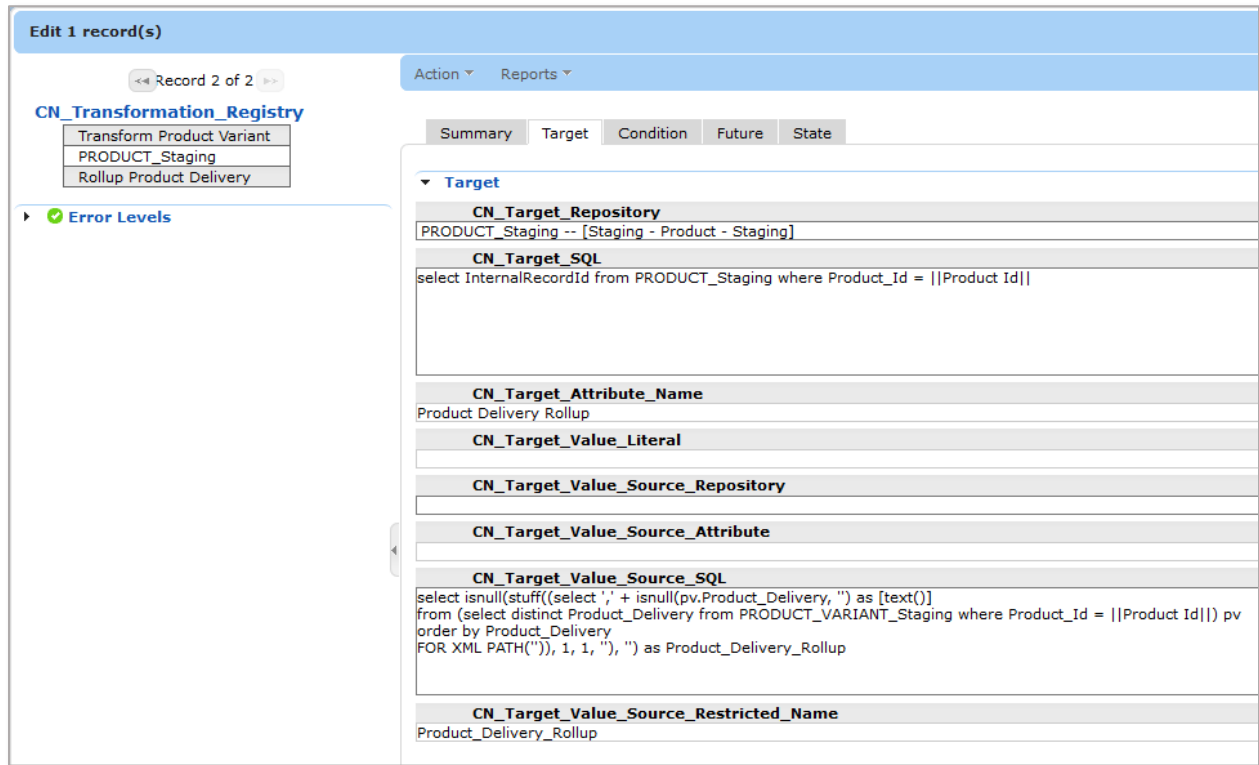 Edit 1 record(s)
Record 2 of 2
CN_Transformation_Registry
Transform Product Variant
PRODUCT_Staging
Rollup Product Delivery
Error Levels
Action
Reports
Summary
Target
Condition
Future
State
Target
CN_Target_Repository
PRODUCT_Staging -- [Staging - Product - Staging]
CN_Target_SQL
select InternalRecordId from PRODUCT_Staging where Product_Id = ||Product Id||
CN_Target_Attribute_Name
Product Delivery Rollup
CN_Target_Value_Literal
CN_Target_Value_Source_Repository
CN_Target_Value_Source_Attribute
CN_Target_Value_Source_SQL
select isnull(stuff((select ',' + isnull(pv.Product_Delivery, '') as [text()]
from (select distinct Product_Delivery from PRODUCT_VARIANT_Staging where Product_Id = ||Product Id||) pv
order by Product_Delivery
FOR XML PATH('')), 1, 1, ''), '') as Product_Delivery_Rollup
CN_Target_Value_Source_Restricted_Name
Product_Delivery_Rollup